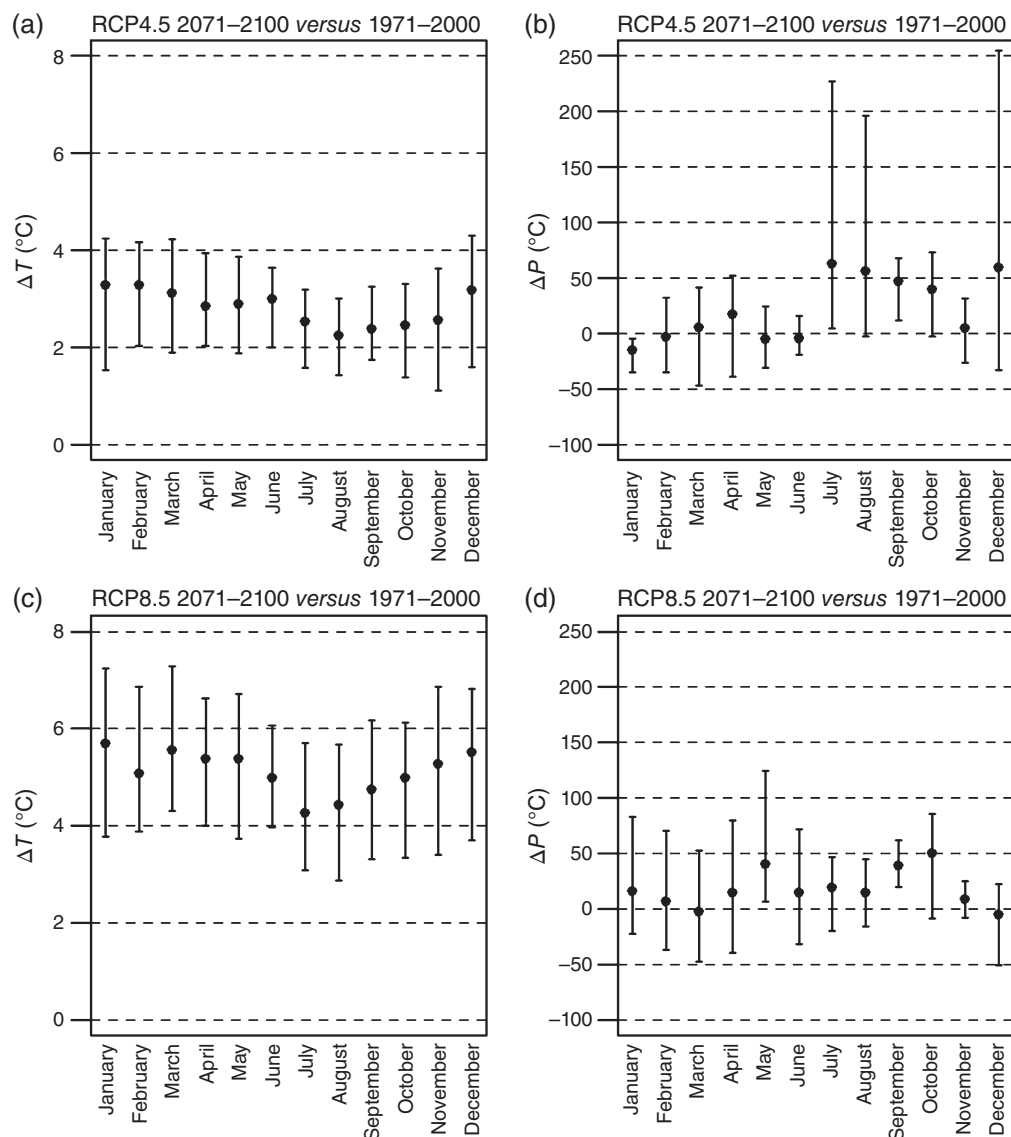 (a) RCP4.5 2071–2100 versus 1971–2000
8
6
4
2
0
ΔT (°C)
January
February
March
April
May
June
July
August
September
October
November
December
(b) RCP4.5 2071–2100 versus 1971–2000
250
200
150
100
50
0
−50
−100
ΔP (°C)
January
February
March
April
May
June
July
August
September
October
November
December
(c) RCP8.5 2071–2100 versus 1971–2000
8
6
4
2
0
ΔT (°C)
January
February
March
April
May
June
July
August
September
October
November
December
(d) RCP8.5 2071–2100 versus 1971–2000
250
200
150
100
50
0
−50
−100
ΔP (°C)
January
February
March
April
May
June
July
August
September
October
November
December